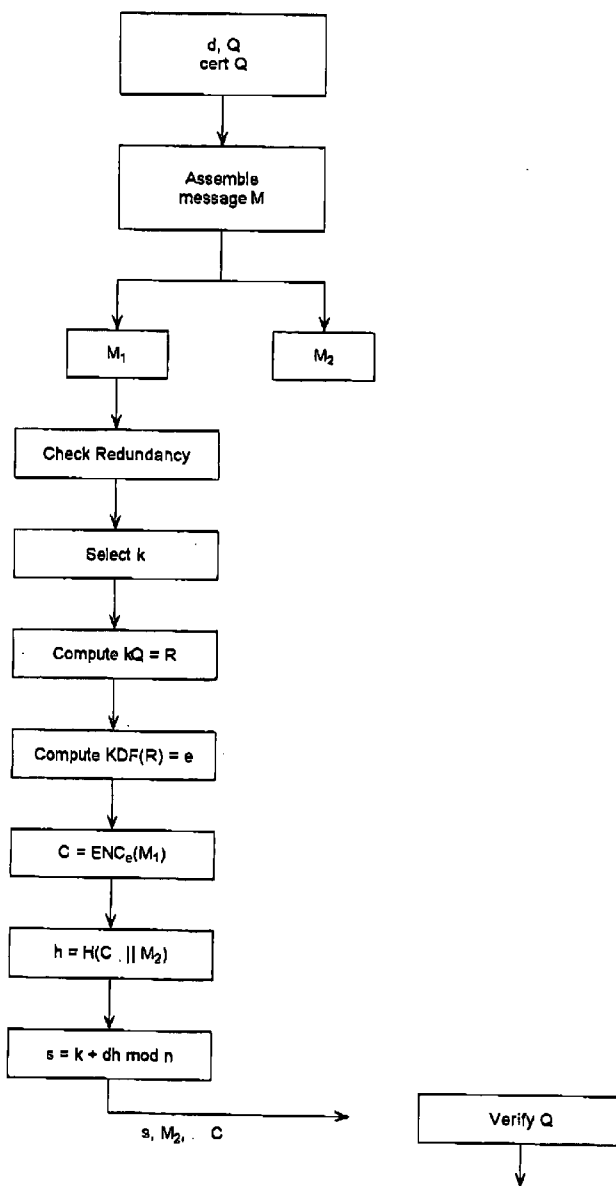 d, Q
cert Q
Assemble
message M
M₁
M₂
Check Redundancy
Select k
Compute kQ = R
Compute KDF(R) = e
C = ENCₑ(M₁)
h = H(C || M₂)
s = k + dh mod n
s, M₂, C
Verify Q